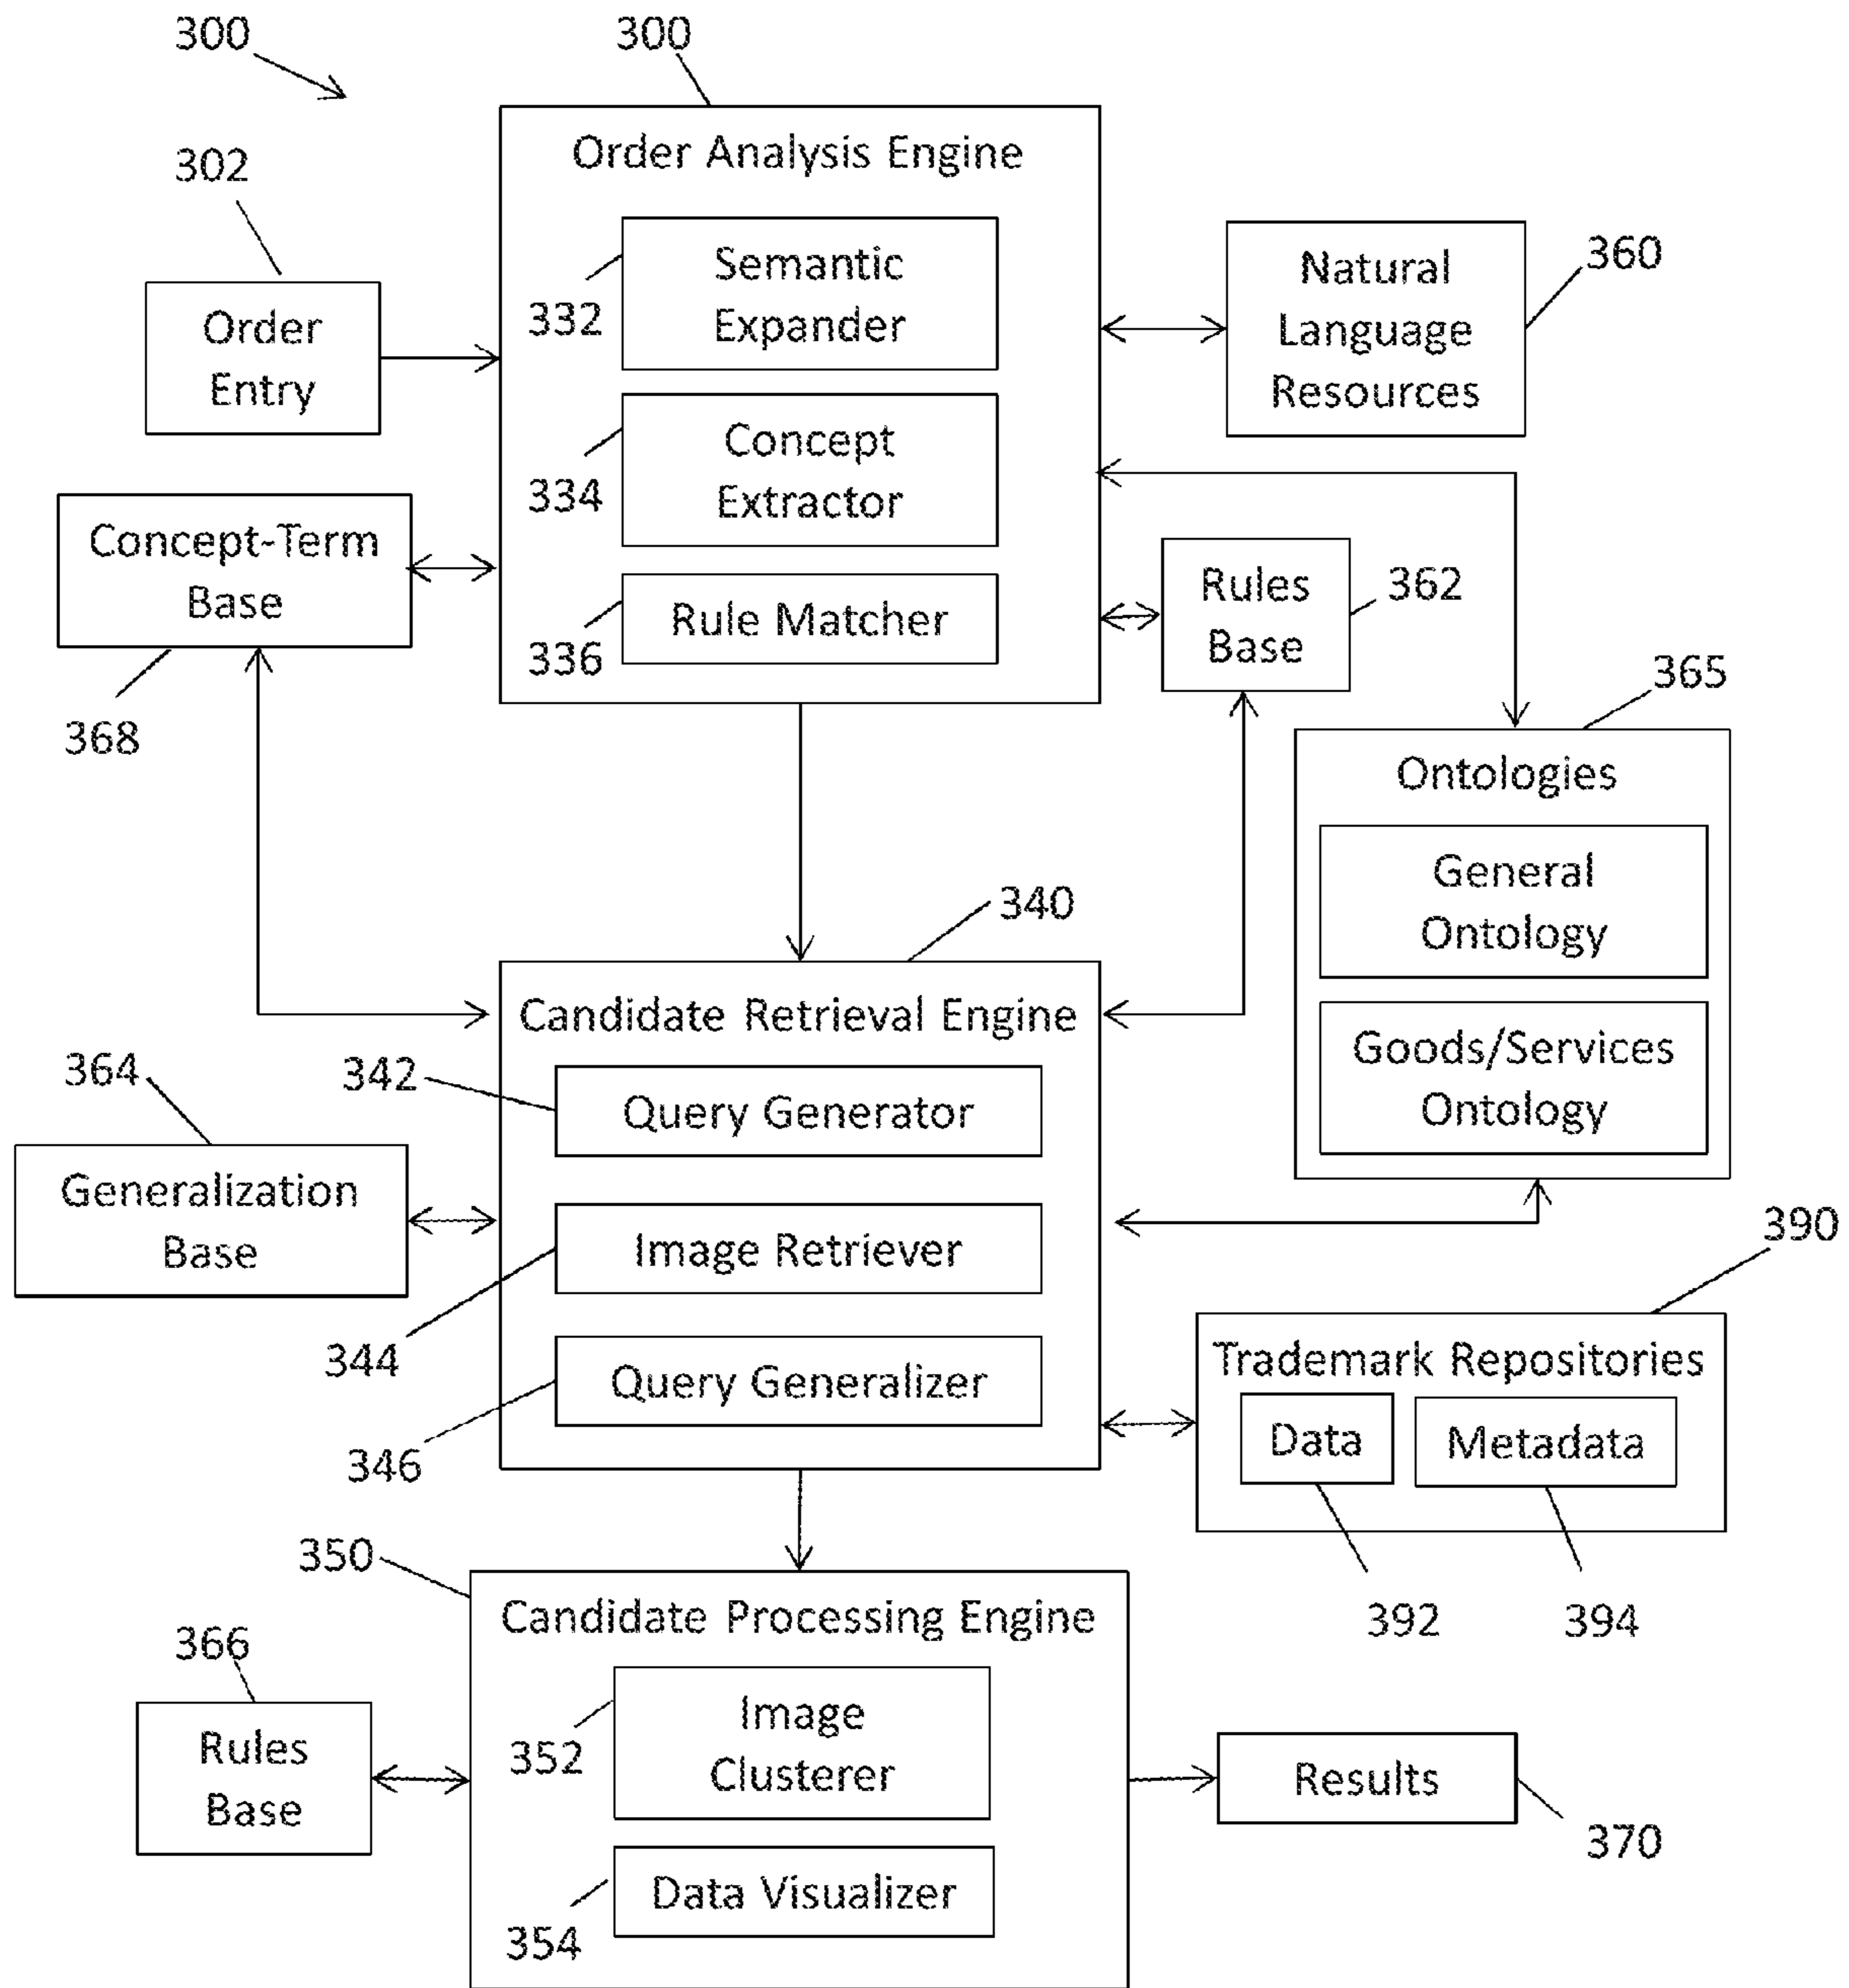 300
300
Order Analysis Engine
302
Semantic
Expander
332
Natural
Language
Resources
360
Order
Entry
Concept
Extractor
334
Concept-Term
Base
368
Rule Matcher
336
Rules
Base
362
365
Ontologies
General
Ontology
Goods/Services
Ontology
340
Candidate Retrieval Engine
364
342
Query Generator
Generalization
Base
Image Retriever
344
390
Trademark Repositories
Query Generalizer
346
Data
Metadata
392
394
350
Candidate Processing Engine
366
Rules
Base
Image
Clusterer
352
Results
370
Data Visualizer
354